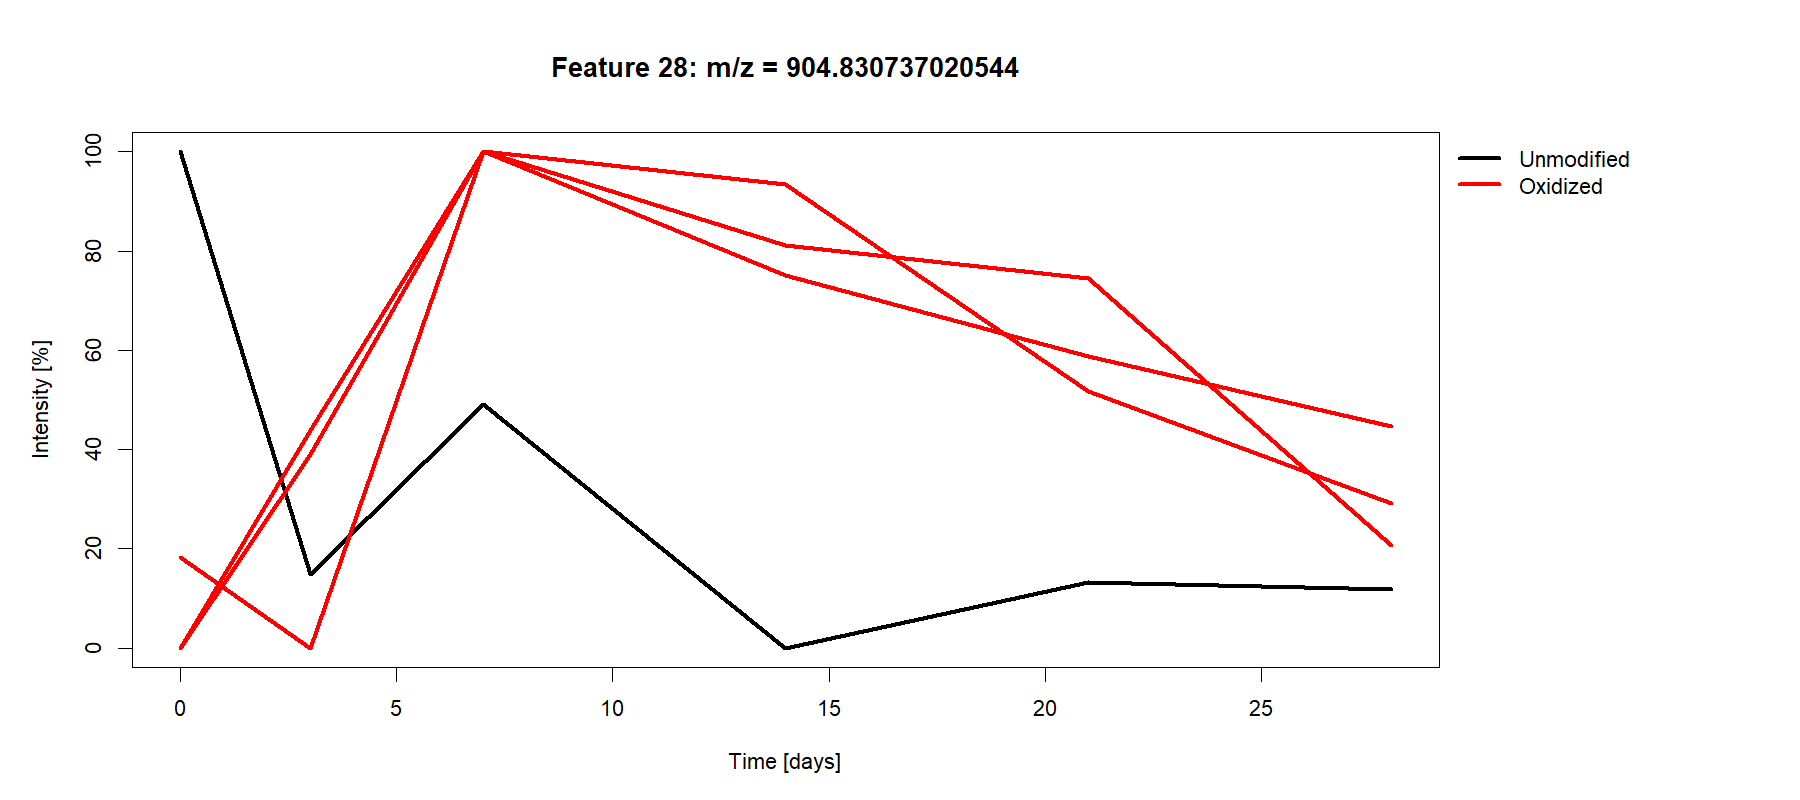 Feature 28: m/z = 904.830737020544
Unmodified
Oxidized
Intensity [%]
100
80
60
40
20
0
0 5 10 15 20 25
Time [days]